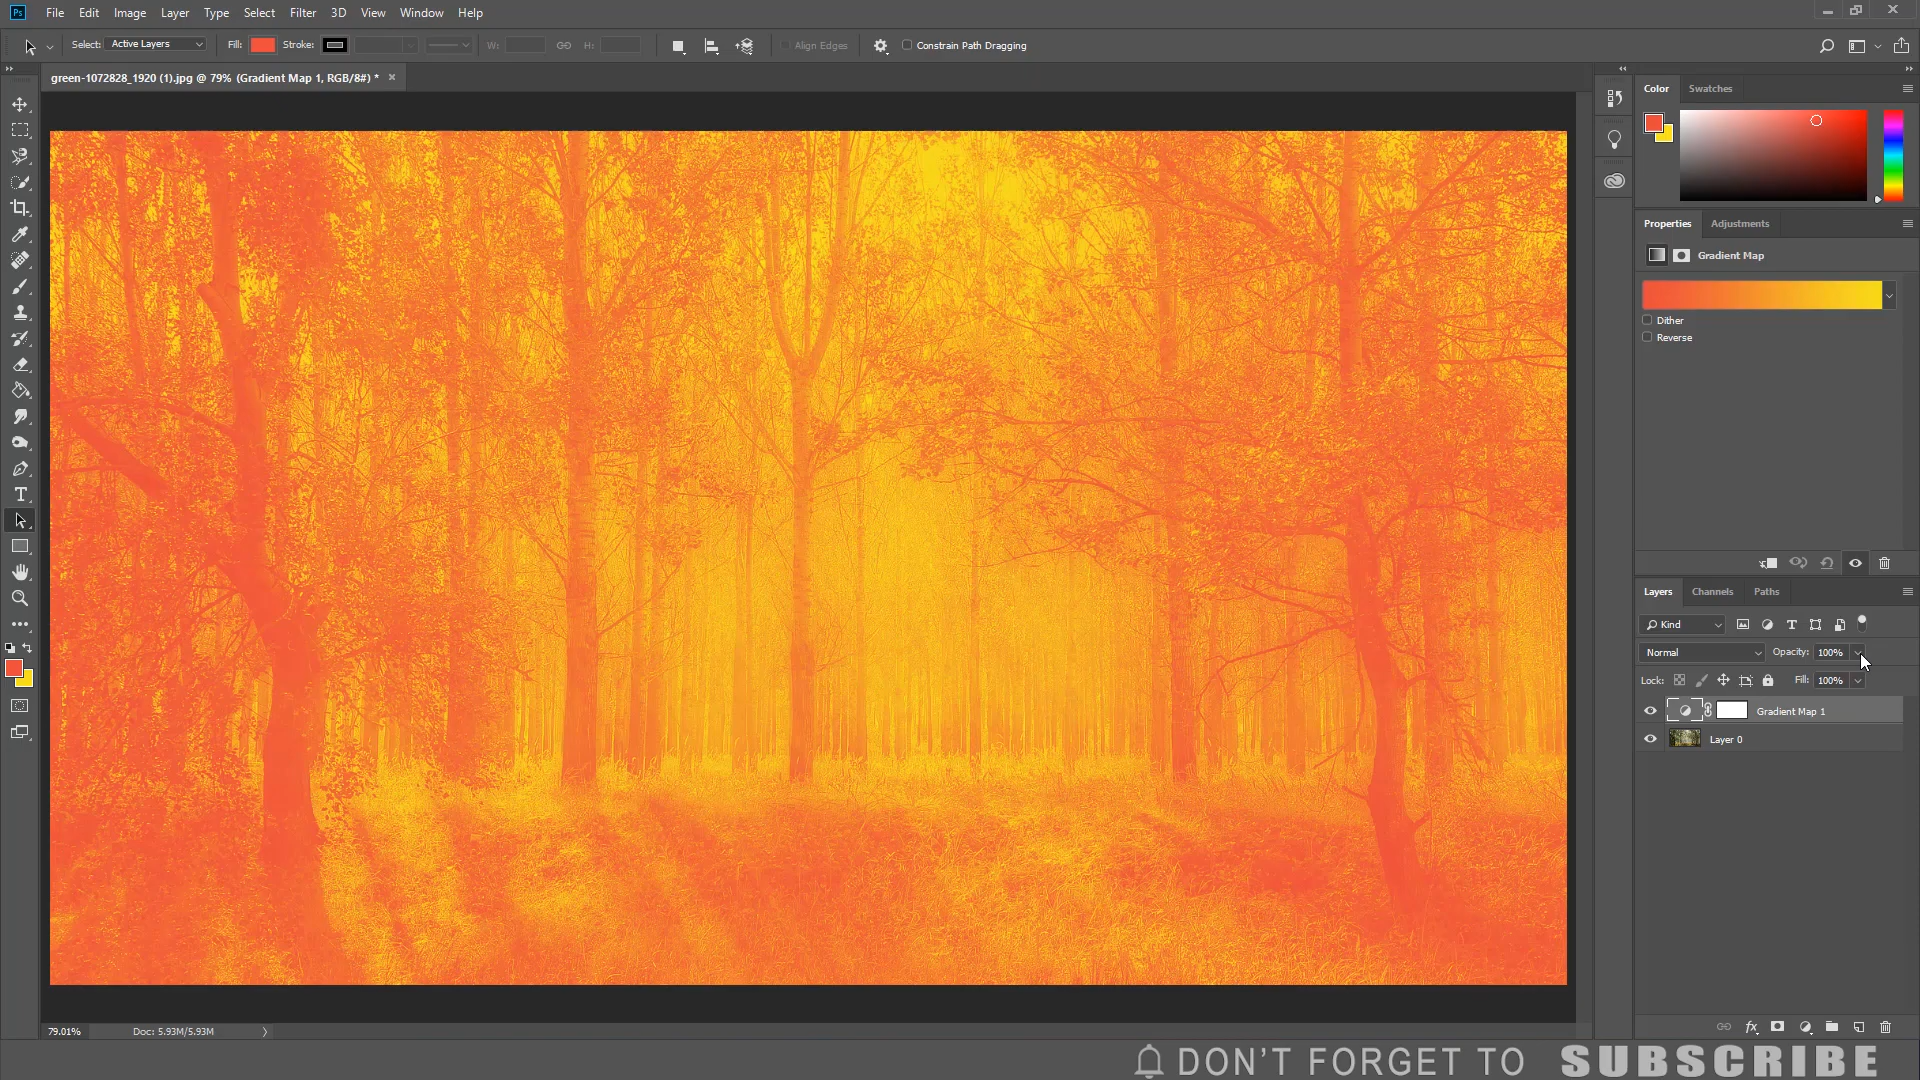 Ps File Edit Image Layer Type Select Filter 3D View Window Help
Select: Active Layers Fill: Stroke: W: H: Align Edges Constrain Path Dragging
green-1072828_1920 (1).jpg @ 79% (Gradient Map 1, RGB/8#) *
Color Swatches
Properties Adjustments
Gradient Map
Dither
Reverse
Layers Channels Paths
Kind
Normal Opacity: 100%
Lock: Fill: 100%
Gradient Map 1
Layer 0
fx
79.01% Doc: 5.93M/5.93M
DON'T FORGET TO SUBSCRIBE